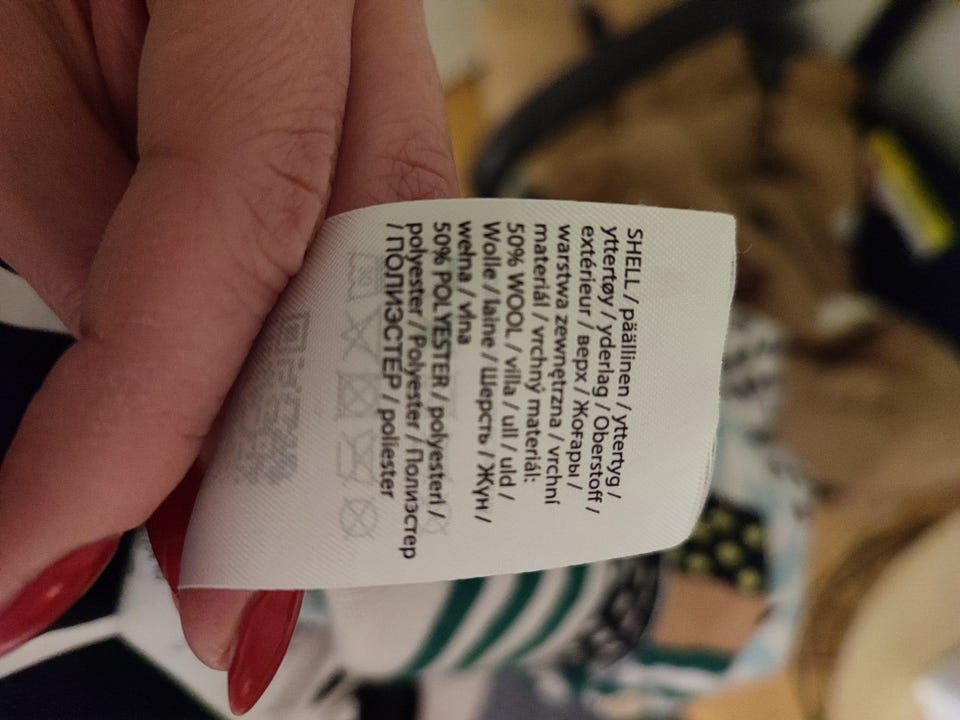 SHELL / päällinen / yttertyg /
yttertøy / yderlag / Oberstoff /
extérieur / верх / Жоғары /
warstwa zewnętrzna / vrchní
materiál / vrchný materiál:
50% WOOL / villa / ull / uld /
Wolle / laine / Шерсть / Жүн /
wełna / vlna
50% POLYESTER / polyesteri /
polyester / Polyester / Полиэстер
/ ПОЛИЭСТЕР / poliester